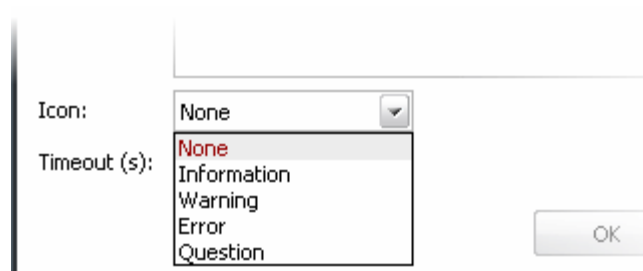 Icon: None
None
Timeout (s):
Information
Warning
Error
OK
Question